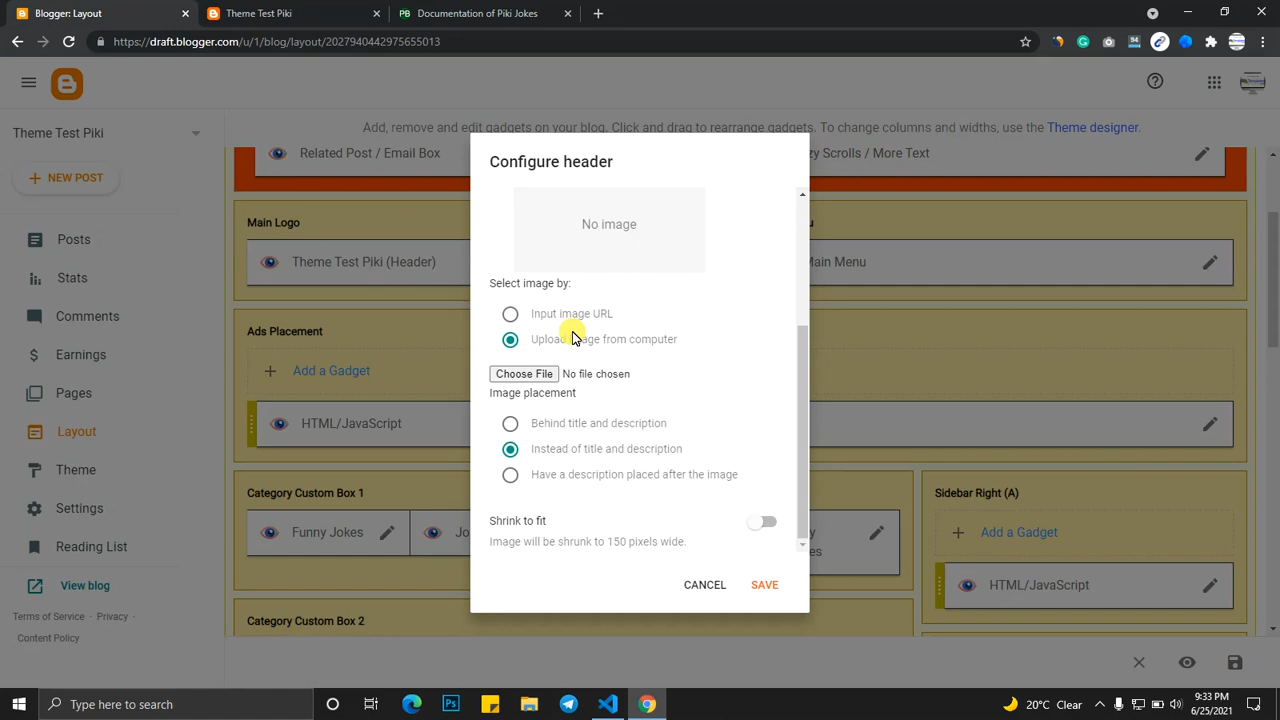 Blogger: Layout
Theme Test Piki
Documentation of Piki Jokes
https://draft.blogger.com/u/1/blog/layout/2027940442975655013
94
Theme Test Piki
Add, remove and edit gadgets on your blog. Click and drag to rearrange gadgets. To change columns and widths, use the Theme designer.
NEW POST
Posts
Stats
Comments
Earnings
Pages
Layout
Theme
Settings
Reading List
View blog
Terms of Service · Privacy ·
Content Policy
Related Post / Email Box
zy Scrolls / More Text
Main Logo
Theme Test Piki (Header)
u
Main Menu
Ads Placement
Add a Gadget
HTML/JavaScript
Category Custom Box 1
Funny Jokes
Jo
y
es
Category Custom Box 2
Sidebar Right (A)
Add a Gadget
HTML/JavaScript
Configure header
No image
Select image by:
Input image URL
Upload image from computer
Choose File No file chosen
Image placement
Behind title and description
Instead of title and description
Have a description placed after the image
Shrink to fit
Image will be shrunk to 150 pixels wide.
CANCEL SAVE
Type here to search
20°C Clear
9:33 PM
6/25/2021